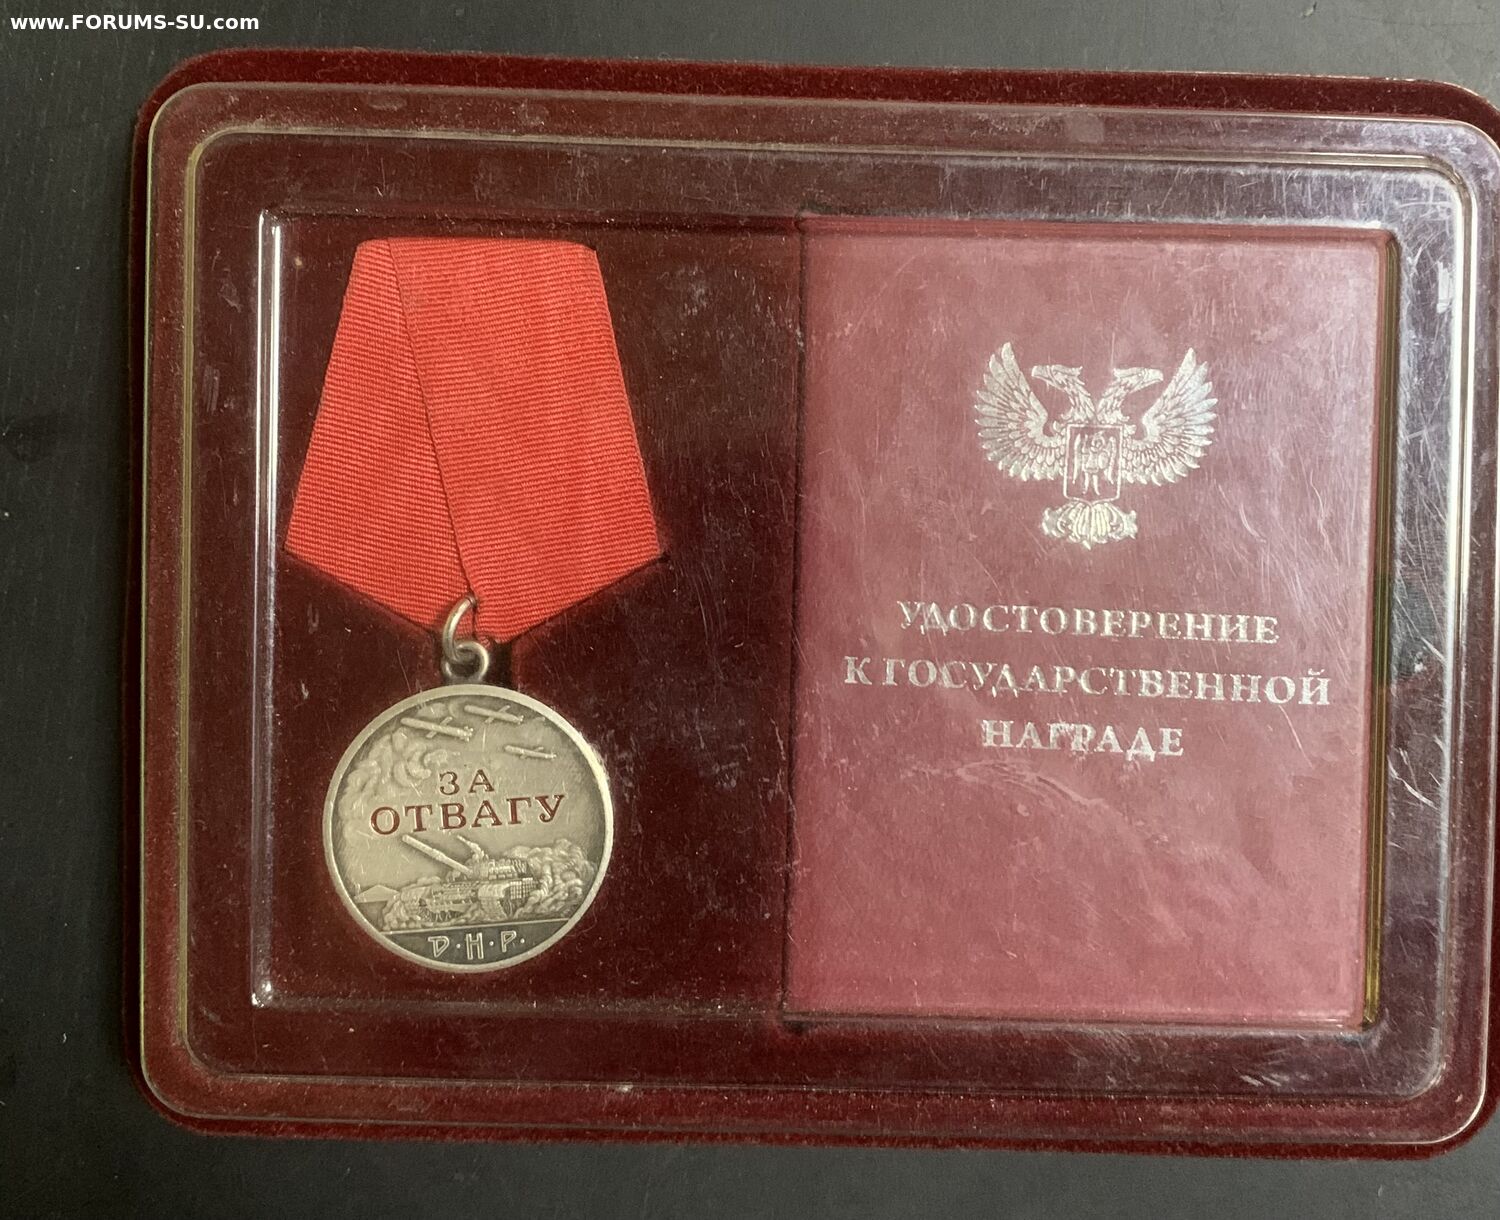 www.FORUMS-SU.com
ЗА
ОТВАГУ
Д·Н·Р·
УДОСТОВЕРЕНИЕ
К ГОСУДАРСТВЕННОЙ
НАГРАДЕ